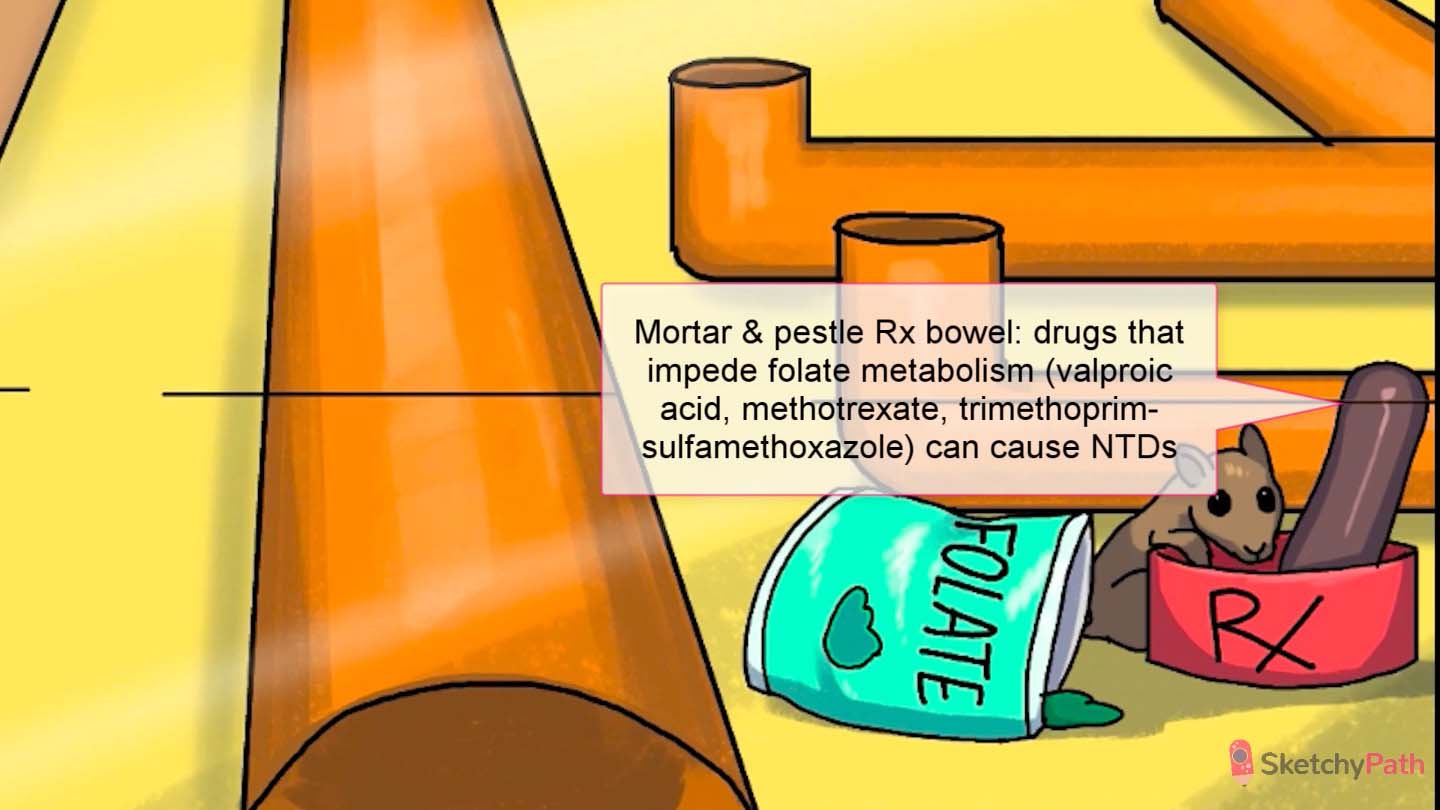 Mortar & pestle Rx bowel: drugs that
impede folate metabolism (valproic
acid, methotrexate, trimethoprim-
sulfamethoxazole) can cause NTDs
FOLATE
RX
SketchyPath